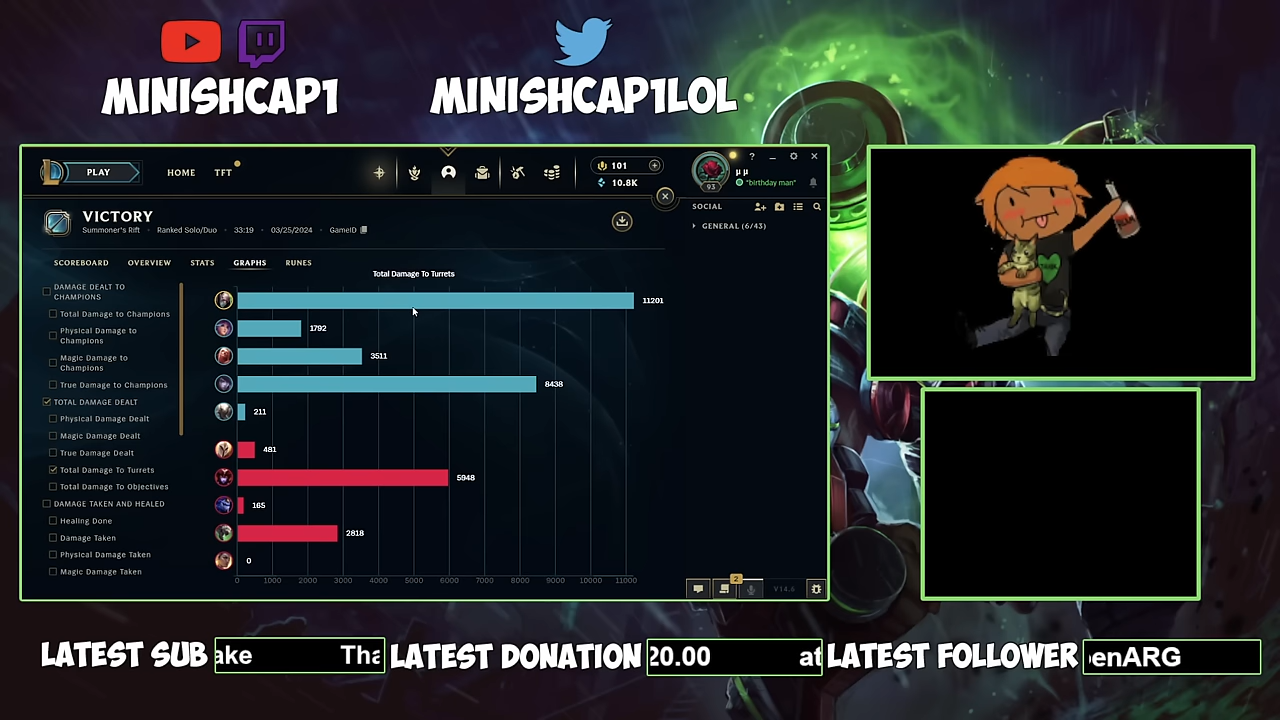 MINISHCAP1
MINISHCAP1LOL
PLAY
HOME
TFT
101
10.8K
93
μ μ
"birthday man"
VICTORY
Summoner's Rift • Ranked Solo/Duo • 33:19 • 03/25/2024 • GameID
SOCIAL
GENERAL (6/43)
SCOREBOARD
OVERVIEW
STATS
GRAPHS
RUNES
Total Damage To Turrets
DAMAGE DEALT TO
CHAMPIONS
Total Damage to Champions
Physical Damage to
Champions
Magic Damage to
Champions
True Damage to Champions
TOTAL DAMAGE DEALT
Physical Damage Dealt
Magic Damage Dealt
True Damage Dealt
Total Damage To Turrets
Total Damage To Objectives
DAMAGE TAKEN AND HEALED
Healing Done
Damage Taken
Physical Damage Taken
Magic Damage Taken
11201
1792
3511
8438
211
481
5948
165
2818
0
0 1000 2000 3000 4000 5000 6000 7000 8000 9000 10000 11000
2
V14.6
LATEST SUB
ake Tha
LATEST DONATION
20.00 at
LATEST FOLLOWER
enARG